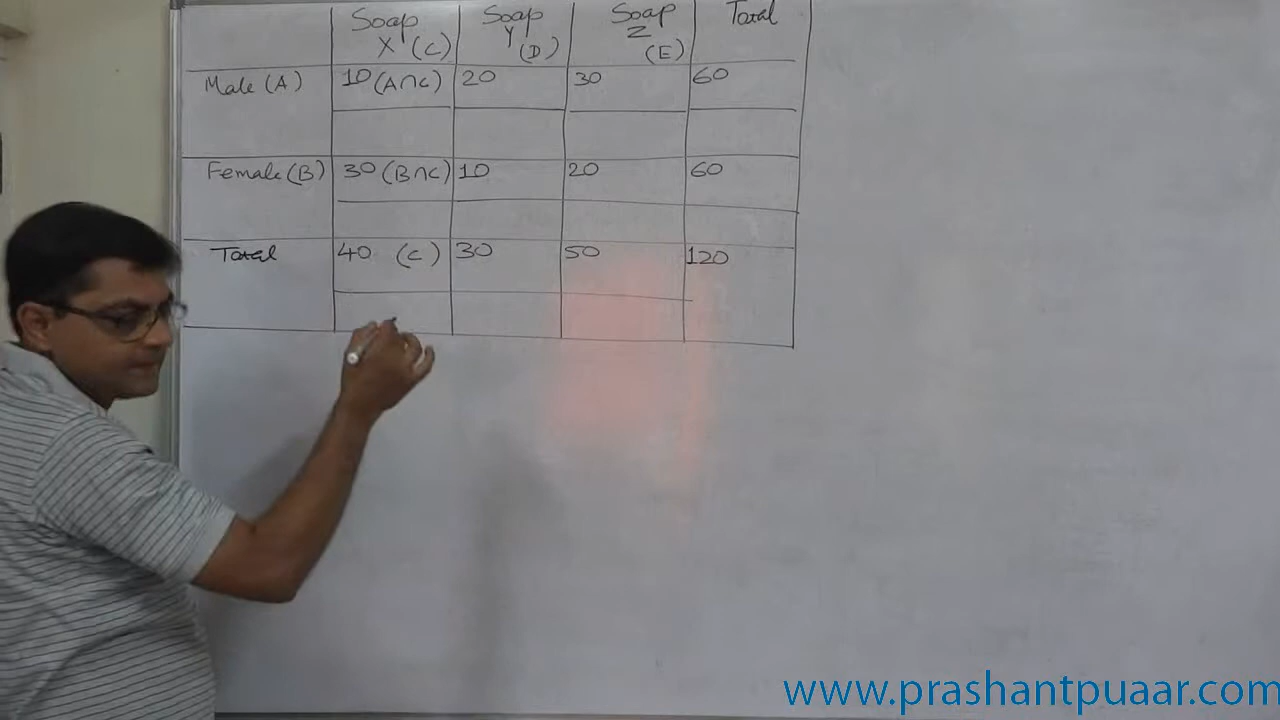 Soap X (C) Soap Y (D) Soap Z (E) Total
Male (A) 10 (A∩C) 20 30 60
Female (B) 30 (B∩C) 10 20 60
Total 40 (C) 30 50 120
www.prashantpuaar.com